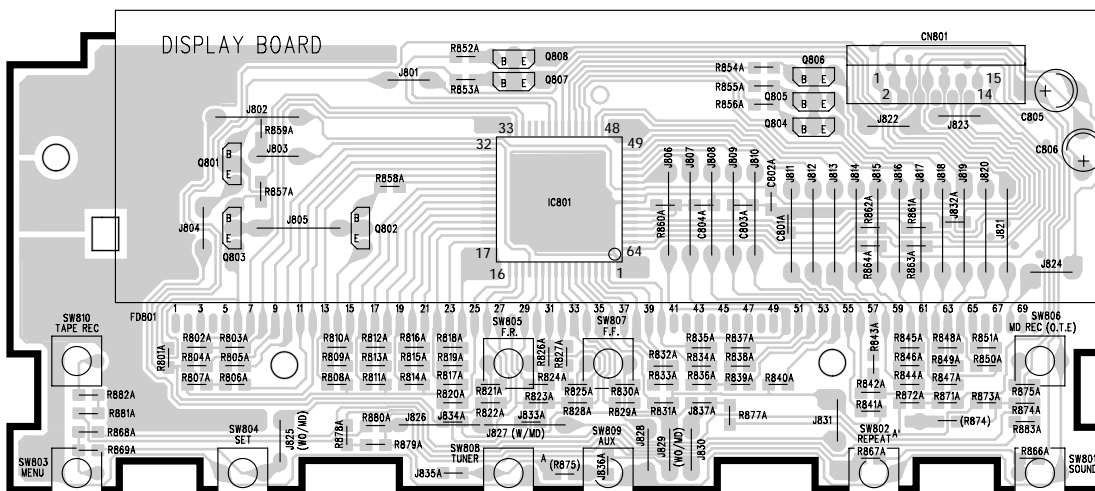 DISPLAY BOARD
R852A
B E
Q808
J801
R853A
B E
Q807
CN801
R854A
Q806
B E
R855A
Q805
B E
R856A
Q804
B E
1
15
2
14
J822
J823
C805
C806
J802
R859A
Q801
B
E
J803
R857A
R858A
J804
B
E
Q803
J805
B
E
Q802
33
48
32
49
IC801
17
64
16
1
J806
J807
J808
J809
J810
C802A
J811
J812
J813
J814
J815
J816
J817
J818
J819
J820
R860A
C804A
C803A
C801A
R862A
R861A
J832A
R864A
R863A
J821
J824
FD801
1 3 5 7 9 11 13 15 17 19 21 23 25 27 29 31 33 35 37 39 41 43 45 47 49 51 53 55 57 59 61 63 65 67 69
SW810
TAPE REC
SW805
F.R.
SW807
F.F.
SW806
MD REC (O.T.E)
R801A
R802A
R803A
R804A
R805A
R807A
R806A
R810A
R812A
R816A
R818A
R809A
R813A
R815A
R819A
R808A
R811A
R814A
R817A
R820A
R821A
R822A
R826A
R827A
R824A
R823A
R825A
R828A
R830A
R829A
R832A
R833A
R831A
R835A
R837A
R834A
R838A
R836A
R839A
R840A
J837A
R877A
R843A
R842A
R841A
R845A
R848A
R851A
R846A
R849A
R850A
R844A
R847A
R872A
R871A
R873A
(R874)
R875A
R874A
R883A
R882A
R881A
R868A
R869A
SW803
MENU
SW804
SET
J825
(WO/MD)
R878A
R880A
R879A
J826
J834A
J833A
J827 (W/MD)
J835A
SW808
TUNER
A
(R875)
SW809
AUX
J836A
J828
J829
(WO/MD)
J830
J831
SW802
REPEAT
A'
R867A
R866A
SW801
SOUND